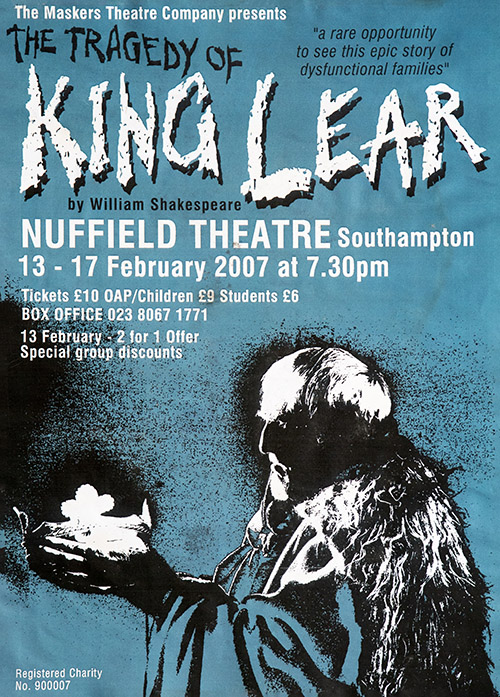 The Maskers Theatre Company presents
THE TRAGEDY OF
"a rare opportunity
to see this epic story of
dysfunctional families"
KING LEAR
by William Shakespeare
NUFFIELD THEATRE Southampton
13 - 17 February 2007 at 7.30pm
Tickets £10 OAP/Children £9 Students £6
BOX OFFICE 023 8067 1771
13 February - 2 for 1 Offer
Special group discounts
Registered Charity
No. 900007